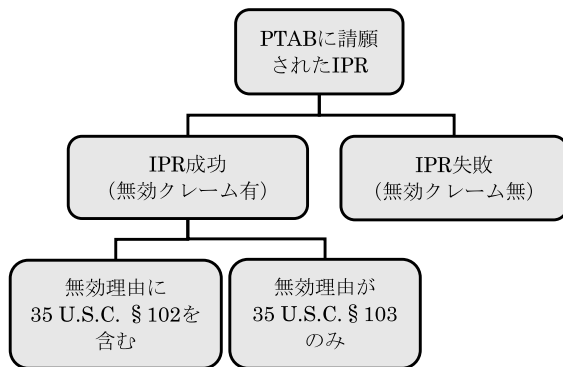 PTABに請願
されたIPR
IPR成功
（無効クレーム有）
IPR失敗
（無効クレーム無）
無効理由に
35 U.S.C. §102を
含む
無効理由が
35 U.S.C. §103
のみ